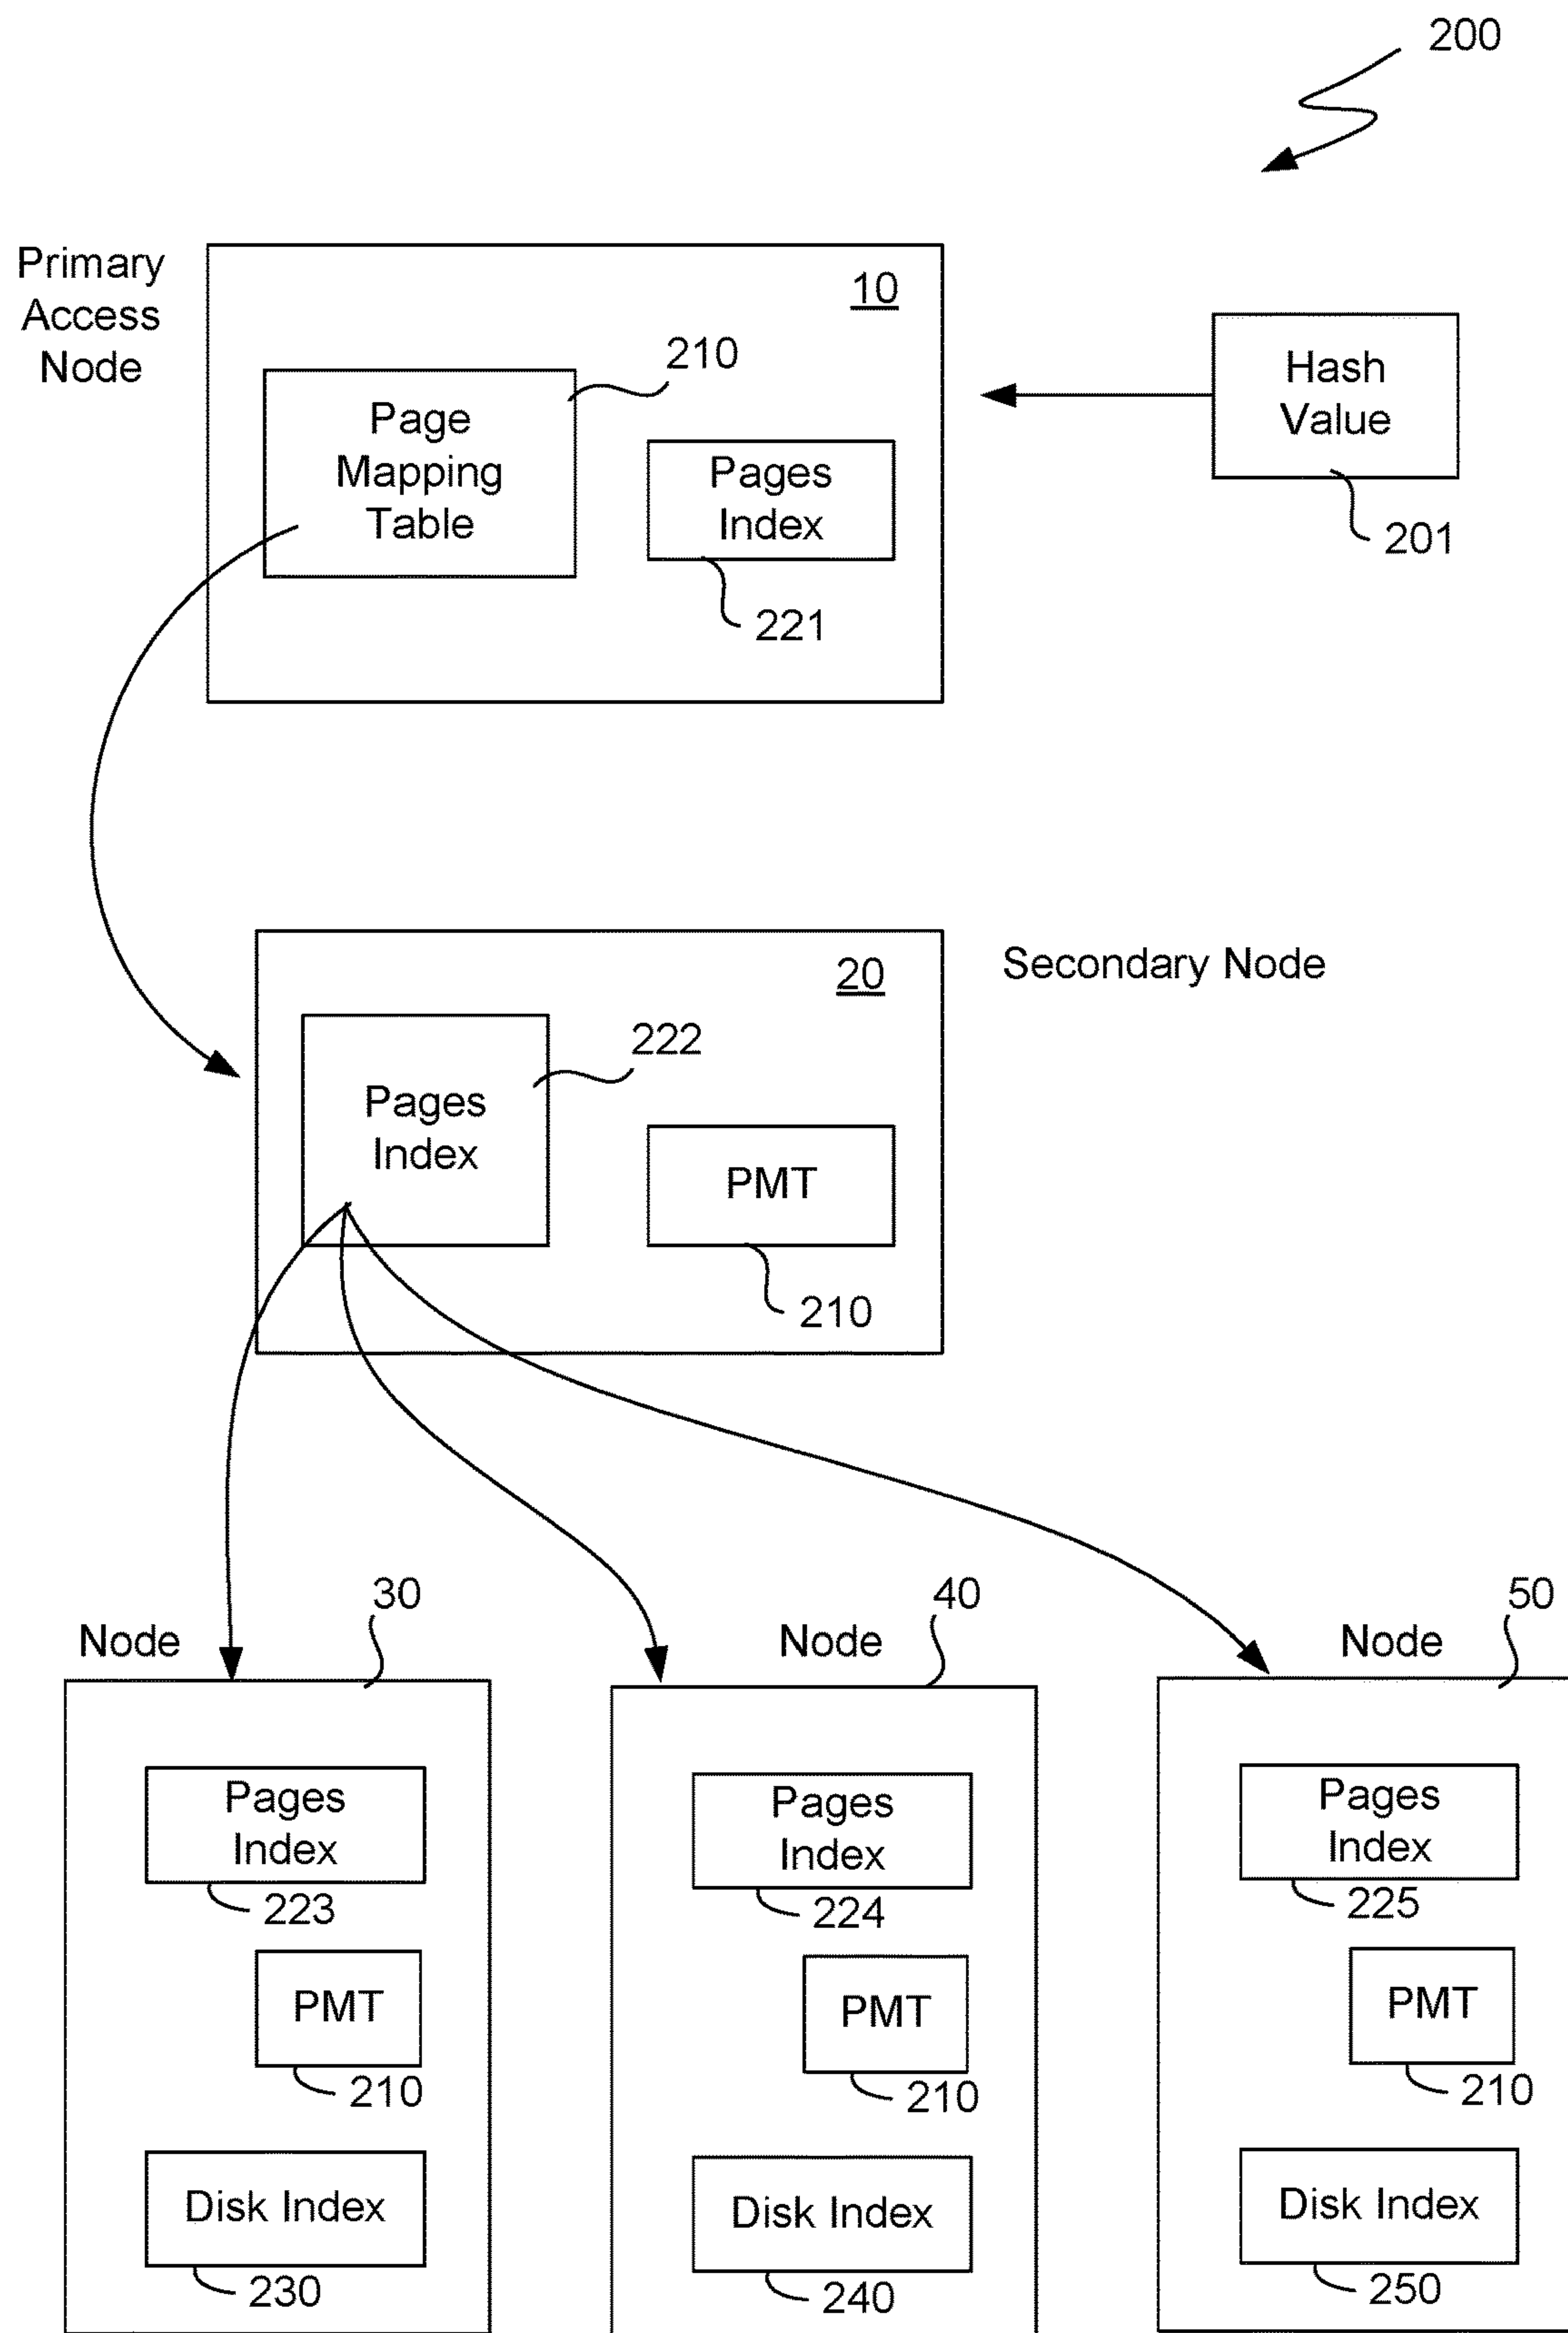 200
Primary
Access
Node
10
210
Page
Mapping
Table
Pages
Index
221
Hash
Value
201
Secondary Node
20
222
Pages
Index
PMT
210
Node
30
Pages
Index
223
PMT
210
Disk Index
230
Node
40
Pages
Index
224
PMT
210
Disk Index
240
Node
50
Pages
Index
225
PMT
210
Disk Index
250